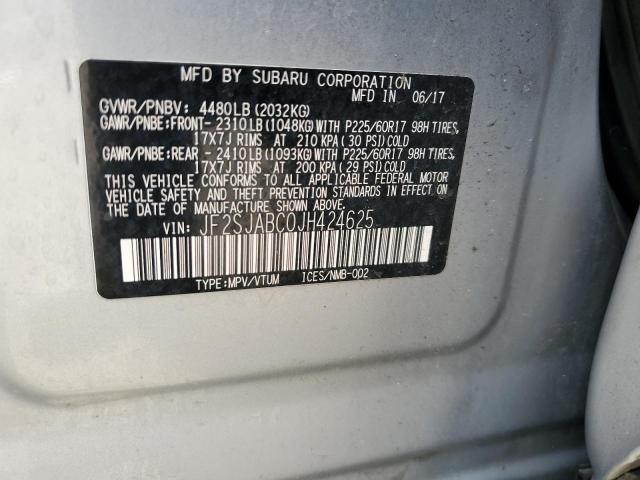 MFD BY SUBARU CORPORATION
MFD IN 06/17
GVWR/PNBV: 4480LB (2032KG)
GAWR/PNBE:FRONT-2310LB(1048KG)WITH P225/60R17 98H TIRES,
17X7J RIMS AT 210 KPA(30 PSI)COLD
GAWR/PNBE:REAR -2410LB(1093KG)WITH P225/60R17 98H TIRES,
17X7J RIMS AT 200 KPA(29 PSI)COLD
THIS VEHICLE CONFORMS TO ALL APPLICABLE U.S. FEDERAL MOTOR
VEHICLE SAFETY AND THEFT PREVENTION STANDARDS IN EFFECT
ON THE DATE OF MANUFACTURE SHOWN ABOVE.
VIN: JF2SJABC0JH424625
TYPE:MPV/VTUM ICES/NMB-002